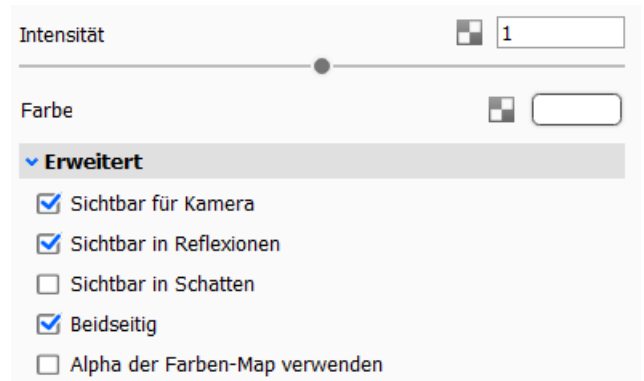 Intensität 1
Farbe
Erweitert
Sichtbar für Kamera
Sichtbar in Reflexionen
Sichtbar in Schatten
Beidseitig
Alpha der Farben-Map verwenden